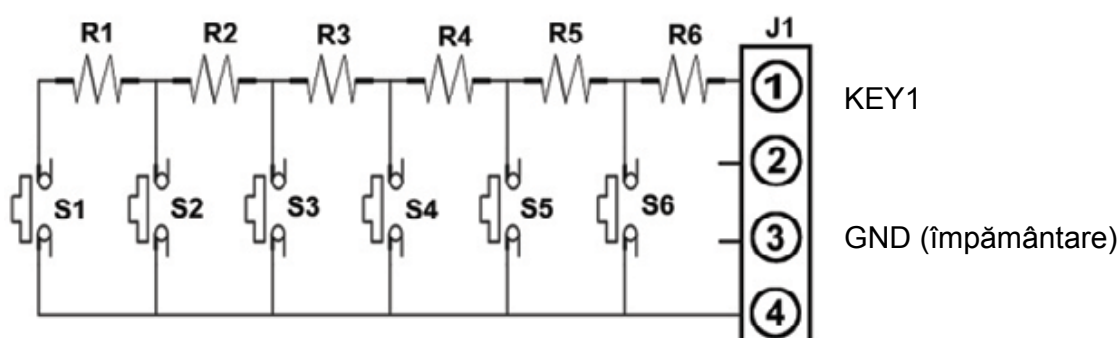 R1 R2 R3 R4 R5 R6 J1
1
KEY1
2
S1 S2 S3 S4 S5 S6
3
GND (împământare)
4